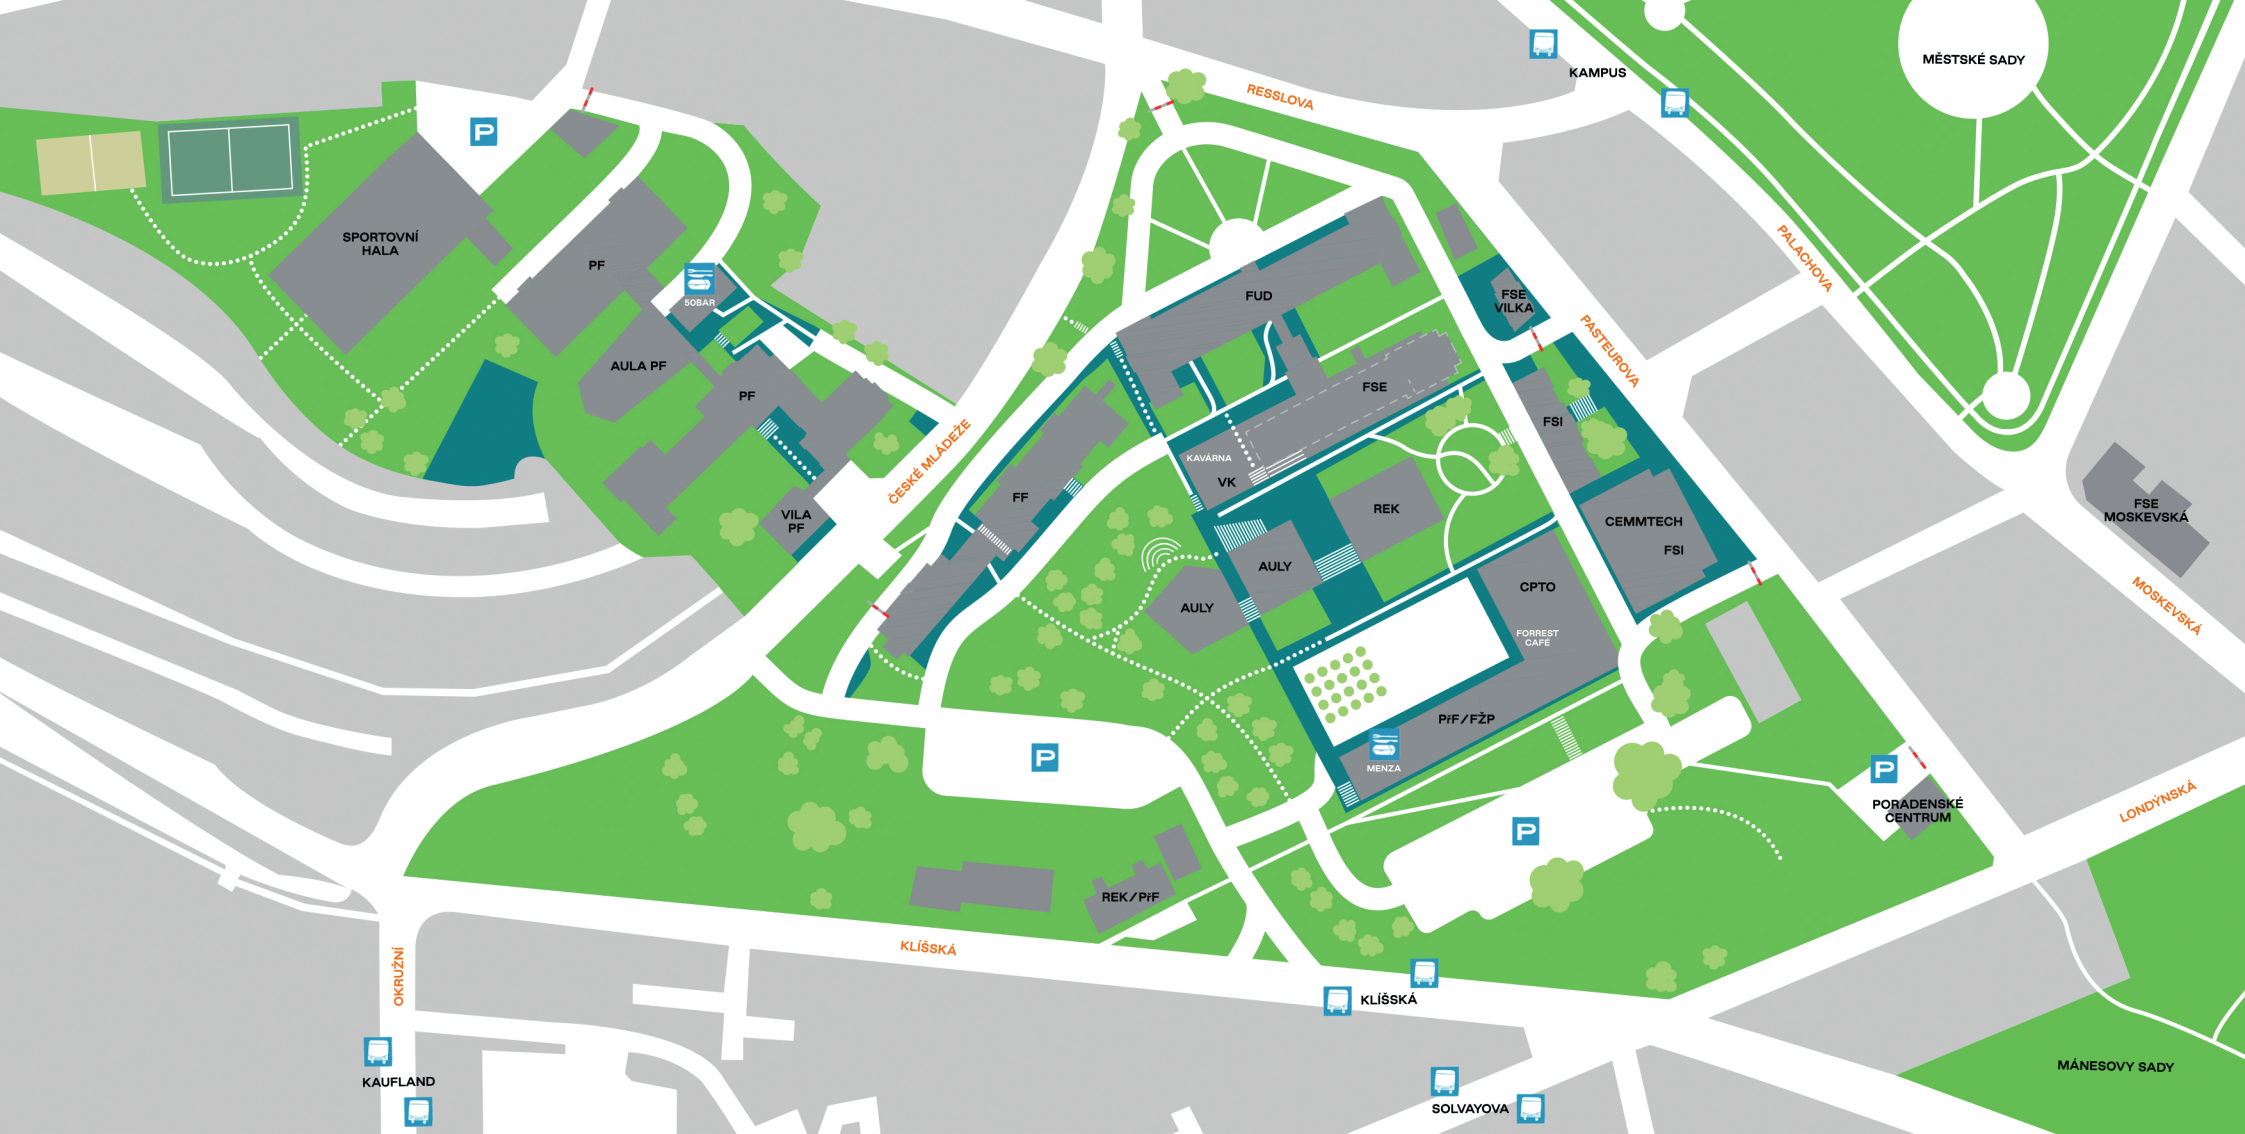 KAMPUS
MĚSTSKÉ SADY
RESSLOVA
P
SPORTOVNÍ
HALA
PF
50BAR
PALACHOVA
FUD
FSE
VILKA
PASTEUROVA
AULA PF
PF
FSE
ČESKÉ MLÁDEŽE
FSI
KAVÁRNA
VK
FF
REK
VILA
PF
CEMMTECH
FSI
FSE
MOSKEVSKÁ
AULY
AULY
CPTO
FORREST
CAFÉ
MOSKEVSKÁ
PřF/FŽP
MENZA
P
P
PORADENSKÉ
CENTRUM
P
LONDÝNSKÁ
REK/PřF
KLÍŠSKÁ
OKRUŽNÍ
KLÍŠSKÁ
KAUFLAND
MÁNESOVY SADY
SOLVAYOVA